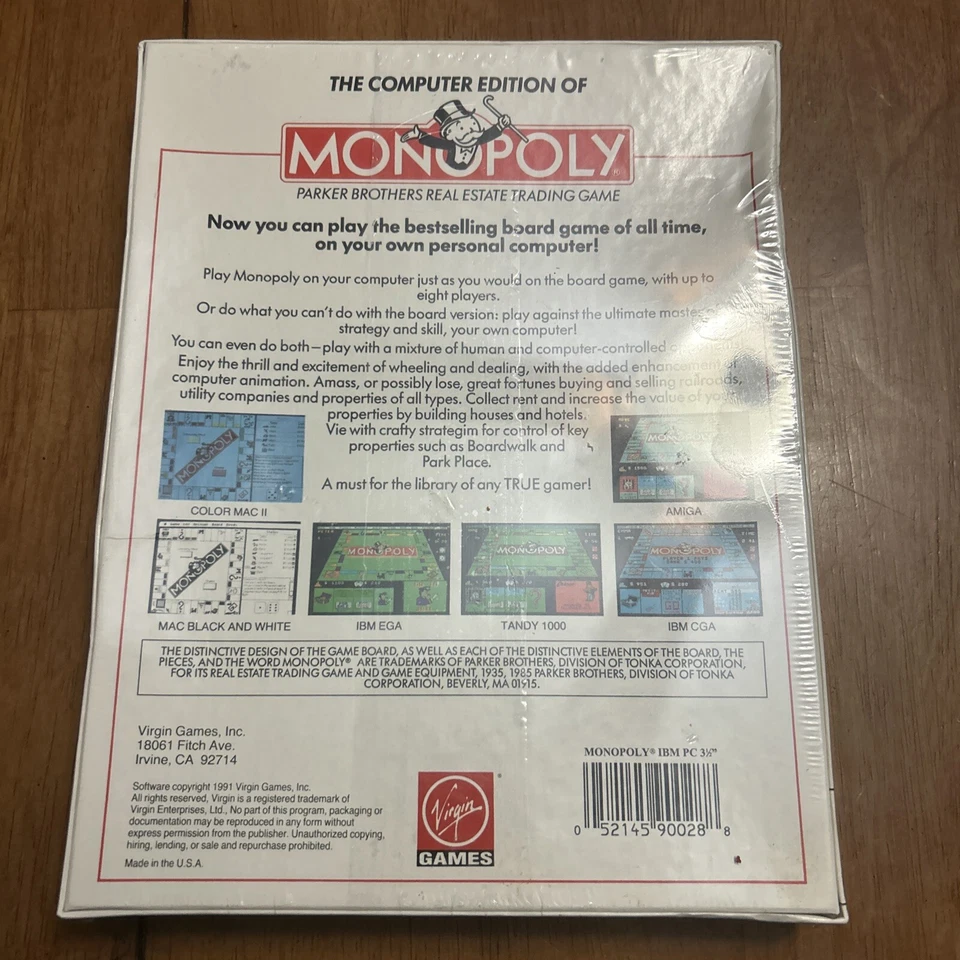 THE COMPUTER EDITION OF
MONOPOLY®
PARKER BROTHERS REAL ESTATE TRADING GAME
Now you can play the bestselling board game of all time,
on your own personal computer!
Play Monopoly on your computer just as you would on the board game, with up to
eight players.
Or do what you can't do with the board version: play against the ultimate
strategy and skill, your own computer!
You can even do both—play with a mixture of human and computer-controlled
Enjoy the thrill and excitement of wheeling and dealing, with the added enhancement of
computer animation. Amass, or possibly lose, great fortunes buying and selling railroads,
utility companies and properties of all types. Collect rent and increase the value of your
properties by building houses and hotels.
Vie with crafty strategim for control of key
properties such as Boardwalk and
Park Place.
A must for the library of any TRUE gamer!
MONOPOLY
MONOPOLY
COLOR MAC II
AMIGA
MONOPOLY
MONOPOLY
MONOPOLY
MONOPOLY
MAC BLACK AND WHITE
IBM EGA
TANDY 1000
IBM CGA
THE DISTINCTIVE DESIGN OF THE GAME BOARD, AS WELL AS EACH OF THE DISTINCTIVE ELEMENTS OF THE BOARD, THE
PIECES, AND THE WORD MONOPOLY® ARE TRADEMARKS OF PARKER BROTHERS, DIVISION OF TONKA CORPORATION,
FOR ITS REAL ESTATE TRADING GAME AND GAME EQUIPMENT, 1935, 1985 PARKER BROTHERS, DIVISION OF TONKA
CORPORATION, BEVERLY, MA 01915.
Virgin Games, Inc.
18061 Fitch Ave.
Irvine, CA 92714
Software copyright 1991 Virgin Games, Inc.
All rights reserved, Virgin is a registered trademark of
Virgin Enterprises, Ltd., No part of this program, packaging or
documentation may be reproduced in any form without
express permission from the publisher. Unauthorized copying,
hiring, lending, or sale and repurchase prohibited.
Made in the U.S.A.
Virgin
GAMES
MONOPOLY® IBM PC 3½"
0 52145 90028 8